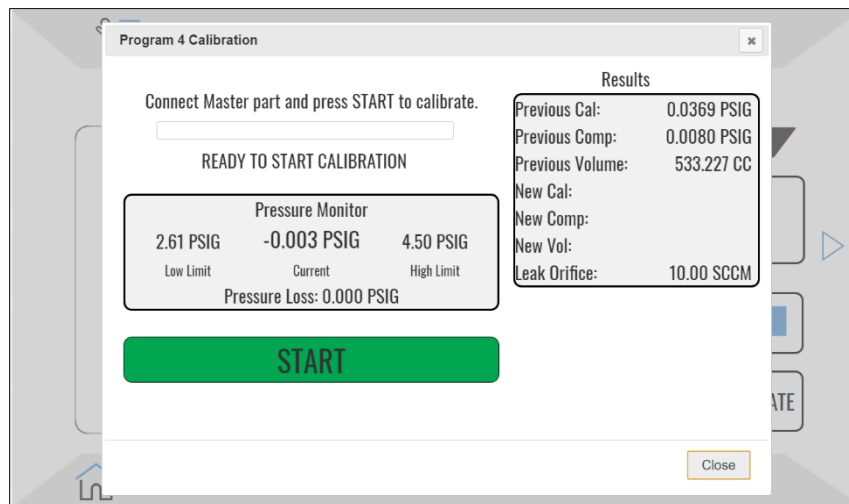 Program 4 Calibration
Connect Master part and press START to calibrate.
READY TO START CALIBRATION
Pressure Monitor
2.61 PSIG -0.003 PSIG 4.50 PSIG
Low Limit Current High Limit
Pressure Loss: 0.000 PSIG
START
Results
Previous Cal: 0.0369 PSIG
Previous Comp: 0.0080 PSIG
Previous Volume: 533.227 CC
New Cal:
New Comp:
New Vol:
Leak Orifice: 10.00 SCCM
ATE
Close